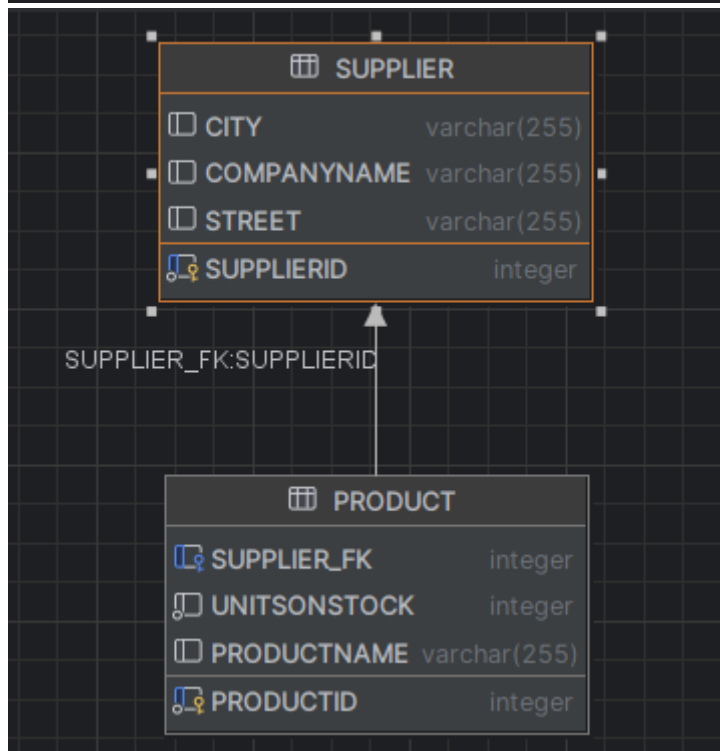 SUPPLIER
CITY varchar(255)
COMPANYNAME varchar(255)
STREET varchar(255)
SUPPLIERID integer
SUPPLIER_FK:SUPPLIERID
PRODUCT
SUPPLIER_FK integer
UNITSONSTOCK integer
PRODUCTNAME varchar(255)
PRODUCTID integer